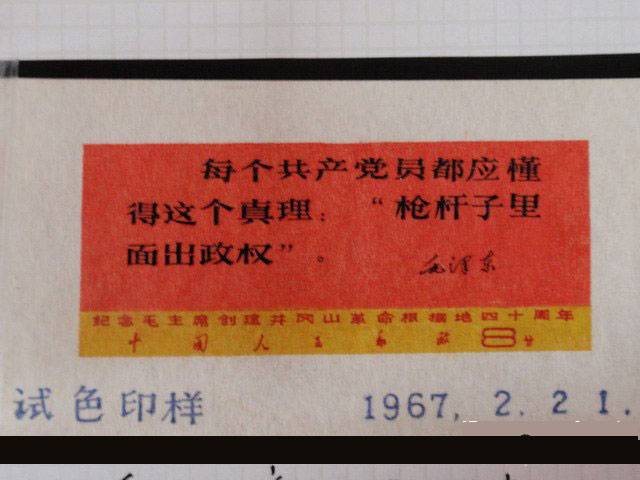 每个共产党员都应懂
得这个真理：“枪杆子里
面出政权”。
毛泽东
纪念毛主席创建井冈山革命根据地四十周年
中国人民邮政 8分
试色印样 1967. 2. 21.